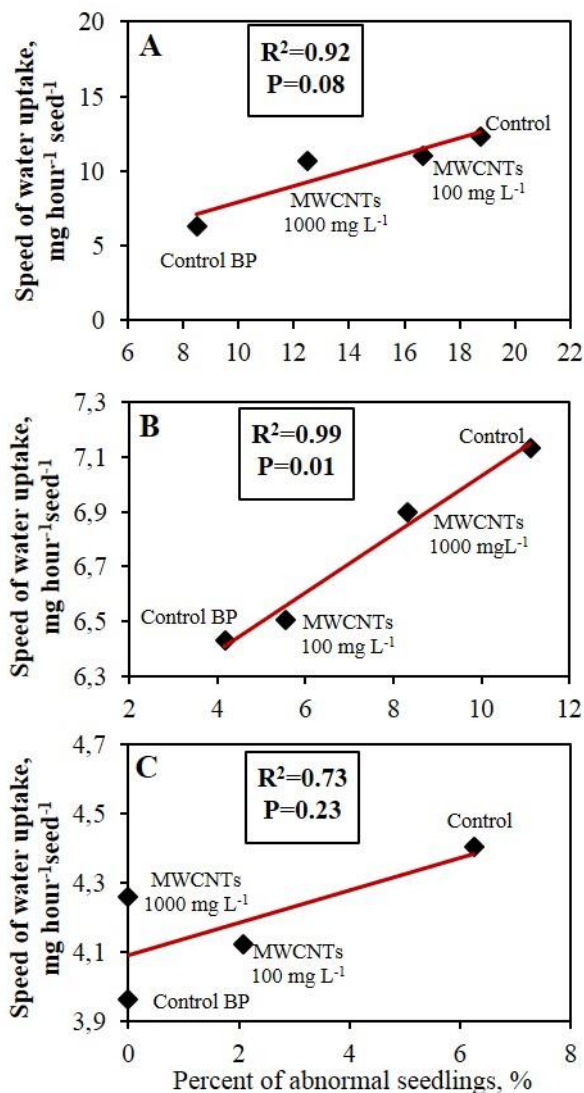 Speed of water uptake,
mg hour⁻¹ seed⁻¹
A
R²=0.92
P=0.08
20
15
10
5
0
Control
MWCNTs
100 mg L⁻¹
MWCNTs
1000 mg L⁻¹
Control BP
6 8 10 12 14 16 18 20 22
Speed of water uptake,
mg hour⁻¹seed⁻¹
B
R²=0.99
P=0.01
7,3
7,1
6,9
6,7
6,5
6,3
Control
MWCNTs
1000 mgL⁻¹
Control BP
MWCNTs
100 mg L⁻¹
2 4 6 8 10 12
Speed of water uptake,
mg hour⁻¹seed⁻¹
C
R²=0.73
P=0.23
4,7
4,5
4,3
4,1
3,9
Control
MWCNTs
1000 mg L⁻¹
MWCNTs
100 mg L⁻¹
Control BP
0 2 4 6 8
Percent of abnormal seedlings, %